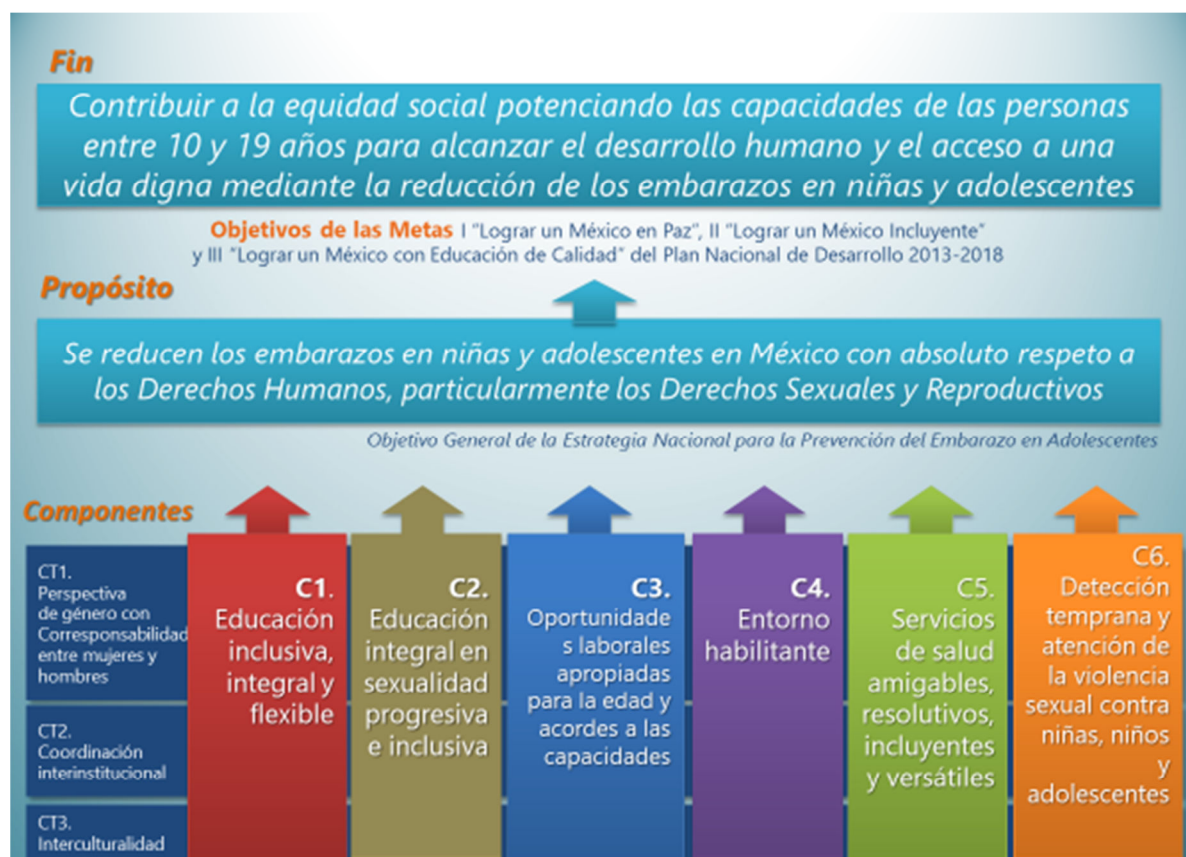 Fin
Contribuir a la equidad social potenciando las capacidades de las personas
entre 10 y 19 años para alcanzar el desarrollo humano y el acceso a una
vida digna mediante la reducción de los embarazos en niñas y adolescentes
Objetivos de las Metas I "Lograr un México en Paz", II "Lograr un México Incluyente"
y III "Lograr un México con Educación de Calidad" del Plan Nacional de Desarrollo 2013-2018
Propósito
Se reducen los embarazos en niñas y adolescentes en México con absoluto respeto a
los Derechos Humanos, particularmente los Derechos Sexuales y Reproductivos
Objetivo General de la Estrategia Nacional para la Prevención del Embarazo en Adolescentes
Componentes
CT1.
Perspectiva
de género con
Corresponsabilidad
entre mujeres y
hombres
CT2.
Coordinación
interinstitucional
CT3.
Interculturalidad
C1.
Educación
inclusiva,
integral y
flexible
C2.
Educación
integral en
sexualidad
progresiva
e inclusiva
C3.
Oportunidade
s laborales
apropiadas
para la edad y
acordes a las
capacidades
C4.
Entorno
habilitante
C5.
Servicios
de salud
amigables,
resolutivos,
incluyentes
y versátiles
C6.
Detección
temprana y
atención de
la violencia
sexual contra
niñas, niños
y
adolescentes